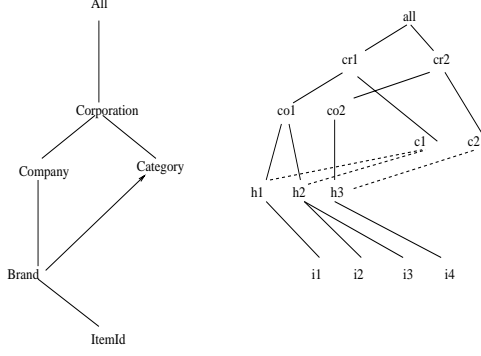 All
all
cr1 cr2
Corporation
co1 co2
c1 c2
Company Category
h1 h2 h3
Brand
i1 i2 i3 i4
ItemId